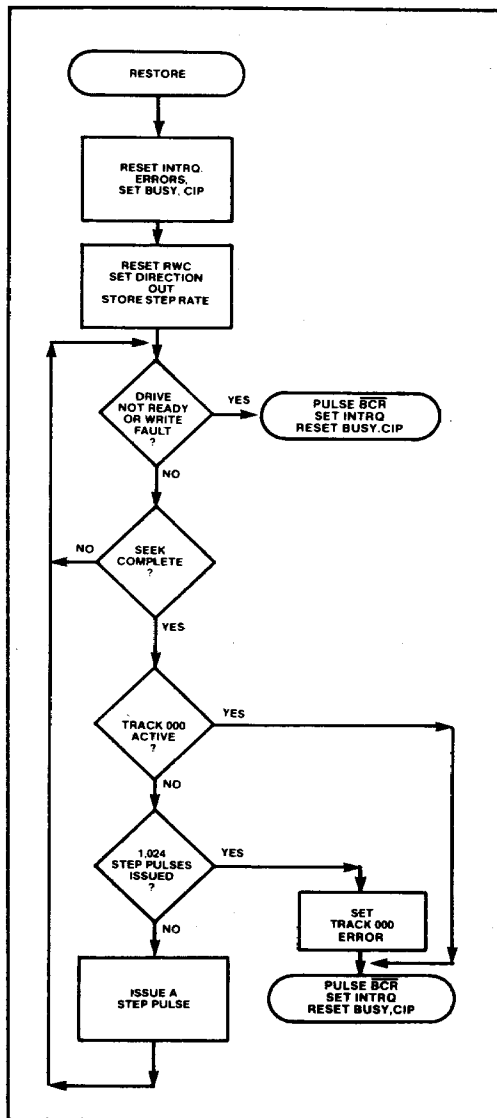 RESTORE
RESET INTRQ.
ERRORS,
SET BUSY, CIP
RESET RWC
SET DIRECTION
OUT
STORE STEP RATE
DRIVE
NOT READY
OR WRITE
FAULT
?
YES
PULSE BCR
SET INTRQ
RESET BUSY.CIP
NO
SEEK
COMPLETE
?
NO
YES
TRACK 000
ACTIVE
?
YES
NO
1,024
STEP PULSES
ISSUED
?
YES
SET
TRACK 000
ERROR
NO
ISSUE A
STEP PULSE
PULSE BCR
SET INTRQ
RESET BUSY,CIP